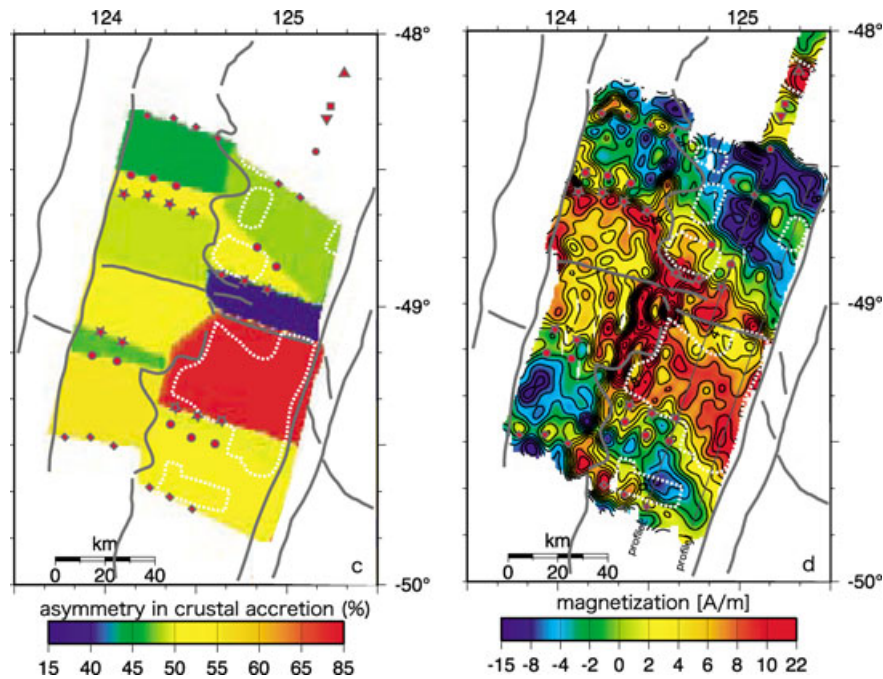 124 125 124 125
-48° -48°
-49° -49°
profile
profile
km c km d
0 20 40 0 20 40
-50° -50°
asymmetry in crustal accretion (%) magnetization [A/m]
15 40 45 50 55 60 65 85 -15 -8 -4 -2 0 2 4 6 8 10 22